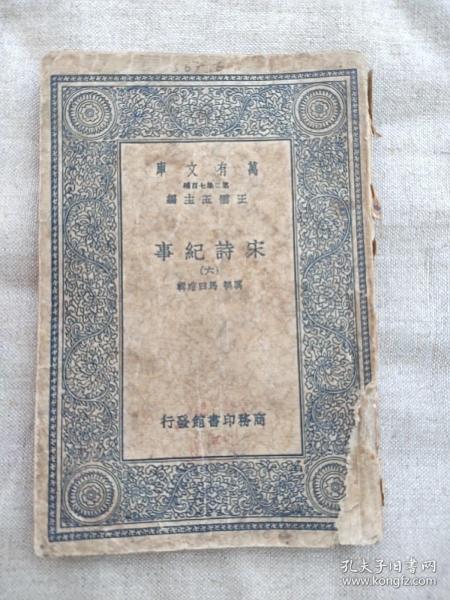 萬有文庫
第二集七百種
王雲五主編
宋詩紀事
(六)
厲鶚 馬曰琯輯
商務印書館發行
孔夫子旧书网
www.kongfz.com